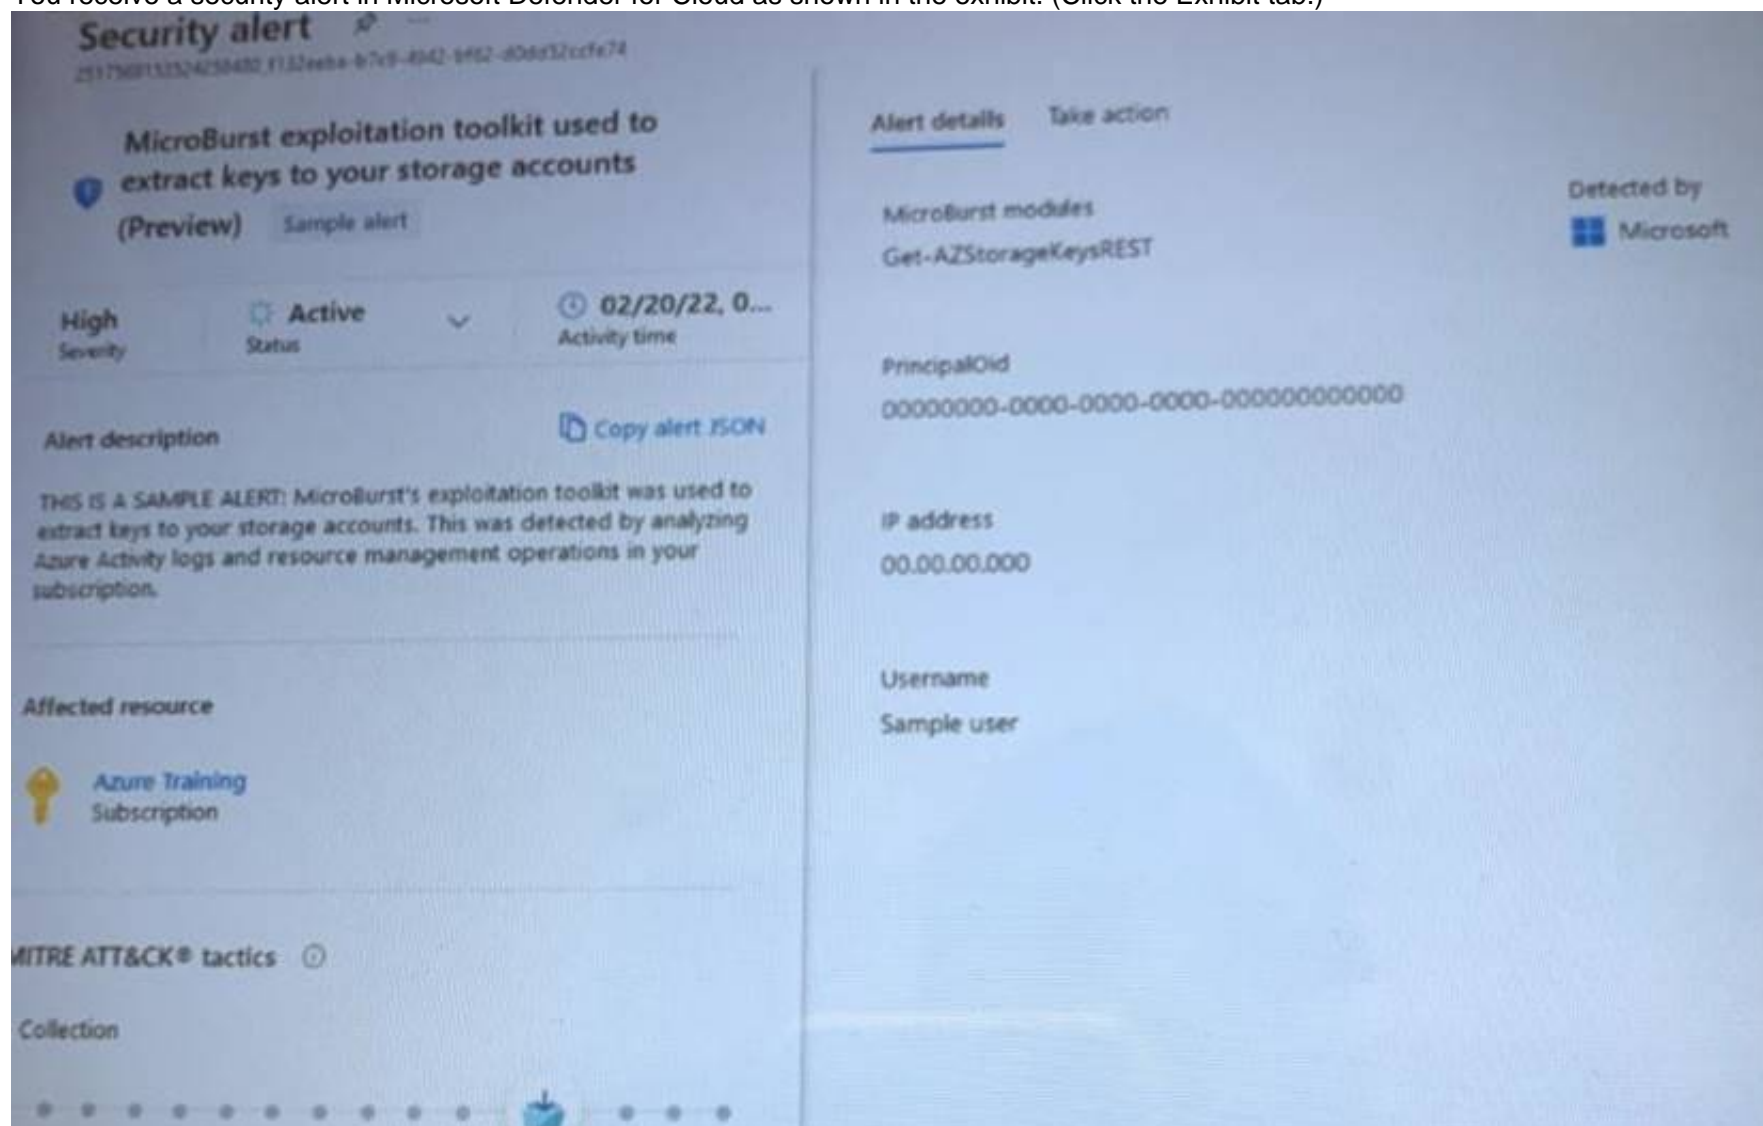 You receive a security alert in Microsoft Defender for Cloud as shown in the exhibit. (Click the Exhibit tab.)
Security alert
MicroBurst exploitation toolkit used to
extract keys to your storage accounts
(Preview) Sample alert
High
Severity
Active
Status
02/20/22, 0...
Activity time
Alert description
Copy alert JSON
THIS IS A SAMPLE ALERT: MicroBurst's exploitation toolkit was used to
extract keys to your storage accounts. This was detected by analyzing
Azure Activity logs and resource management operations in your
subscription.
Affected resource
Azure Training
Subscription
MITRE ATT&CK® tactics
Collection
Alert details Take action
MicroBurst modules
Get-AZStorageKeysREST
Detected by
Microsoft
PrincipalOid
00000000-0000-0000-0000-000000000000
IP address
00.00.00.000
Username
Sample user